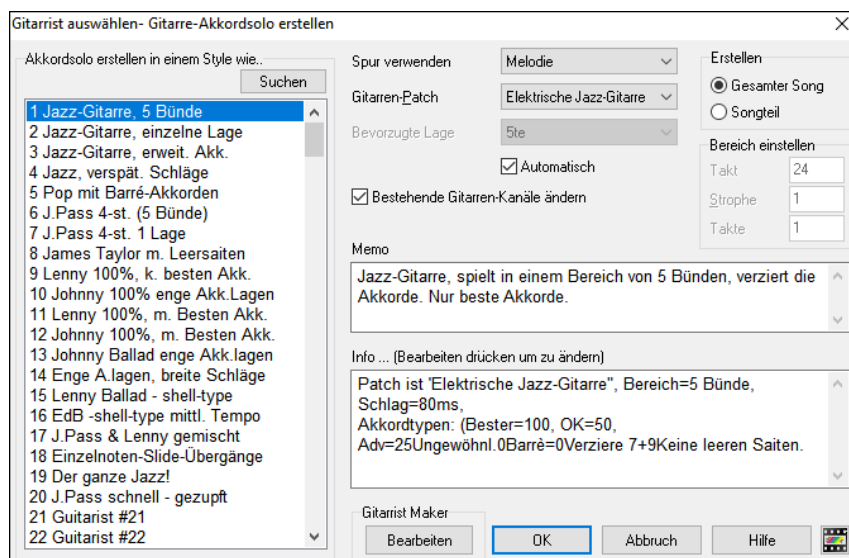 Gitarrist auswählen- Gitarre-Akkordsolo erstellen
Akkordsolo erstellen in einem Style wie..
Suchen
1 Jazz-Gitarre, 5 Bünde
2 Jazz-Gitarre, einzelne Lage
3 Jazz-Gitarre, erweit. Akk.
4 Jazz, verspät. Schläge
5 Pop mit Barré-Akkorden
6 J.Pass 4-st. (5 Bünde)
7 J.Pass 4-st. 1 Lage
8 James Taylor m. Leersaiten
9 Lenny 100%, k. besten Akk.
10 Johnny 100% enge Akk.Lagen
11 Lenny 100%, m. Besten Akk.
12 Johnny 100%, m. Besten Akk.
13 Johnny Ballad enge Akk.lagen
14 Enge A.lagen, breite Schläge
15 Lenny Ballad - shell-type
16 EdB -shell-type mittl. Tempo
17 J.Pass & Lenny gemischt
18 Einzelnoten-Slide-Übergänge
19 Der ganze Jazz!
20 J.Pass schnell - gezupft
21 Guitarist #21
22 Guitarist #22
Spur verwenden
Melodie
Gitarren-Patch
Elektrische Jazz-Gitarre
Bevorzugte Lage
5te
Automatisch
Bestehende Gitarren-Kanäle ändern
Erstellen
Gesamter Song
Songteil
Bereich einstellen
Takt
24
Strophe
1
Takte
1
Memo
Jazz-Gitarre, spielt in einem Bereich von 5 Bünden, verziert die
Akkorde. Nur beste Akkorde.
Info ... (Bearbeiten drücken um zu ändern)
Patch ist 'Elektrische Jazz-Gitarre", Bereich=5 Bünde,
Schlag=80ms,
Akkordtypen: (Bester=100, OK=50,
Adv=25Ungewöhnl.0Barrè=0Verziere 7+9Keine leeren Saiten.
Gitarrist Maker
Bearbeiten
OK
Abbruch
Hilfe